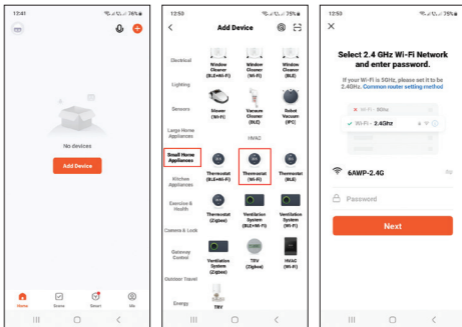 12:41
76%
No devices
Add Device
Home
Scene
Smart
Me
12:50
75%
Add Device
Electrical
Lighting
Sensors
Large Home
Appliances
Small Home
Appliances
Kitchen
Appliances
Exercise &
Health
Camera & Lock
Gateway
Control
Outdoor Travel
Energy
Window
Cleaner
(BLE+Wi-Fi)
Window
Cleaner
(Wi-Fi)
Window
Cleaner
(BLE)
Mower
(Wi-Fi)
Vacuum
Cleaner
(BLE)
Robot
Vacuum
(IPC)
HVAC
Thermostat
(BLE+Wi-Fi)
Thermostat
(Wi-Fi)
Thermostat
(BLE)
Thermostat
(Zigbee)
Ventilation
System
(BLE+Wi-Fi)
Ventilation
System
(Wi-Fi)
Ventilation
System
(Zigbee)
TRV
(Zigbee)
HVAC
(Wi-Fi)
TRV
12:50
75%
Select 2.4 GHz Wi-Fi Network
and enter password.
If your Wi-Fi is 5GHz, please set it to be
2.4GHz. Common router setting method
Wi-Fi - 5Ghz
Wi-Fi - 2.4Ghz
6AWP-2.4G
Password
Next